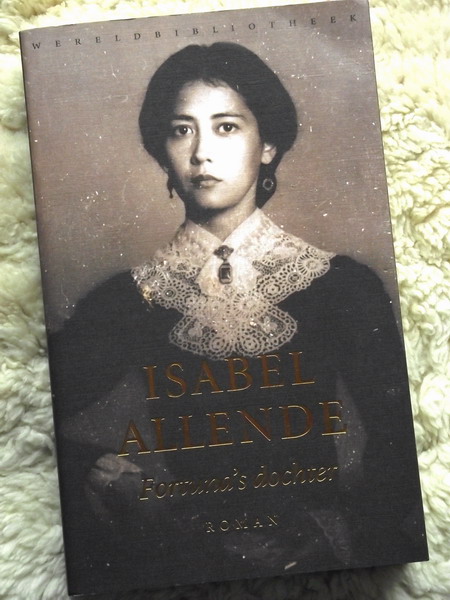 WERELDBIBLIOTHEEK
ISABEL
ALLENDE
Fortuna's dochter
ROMAN